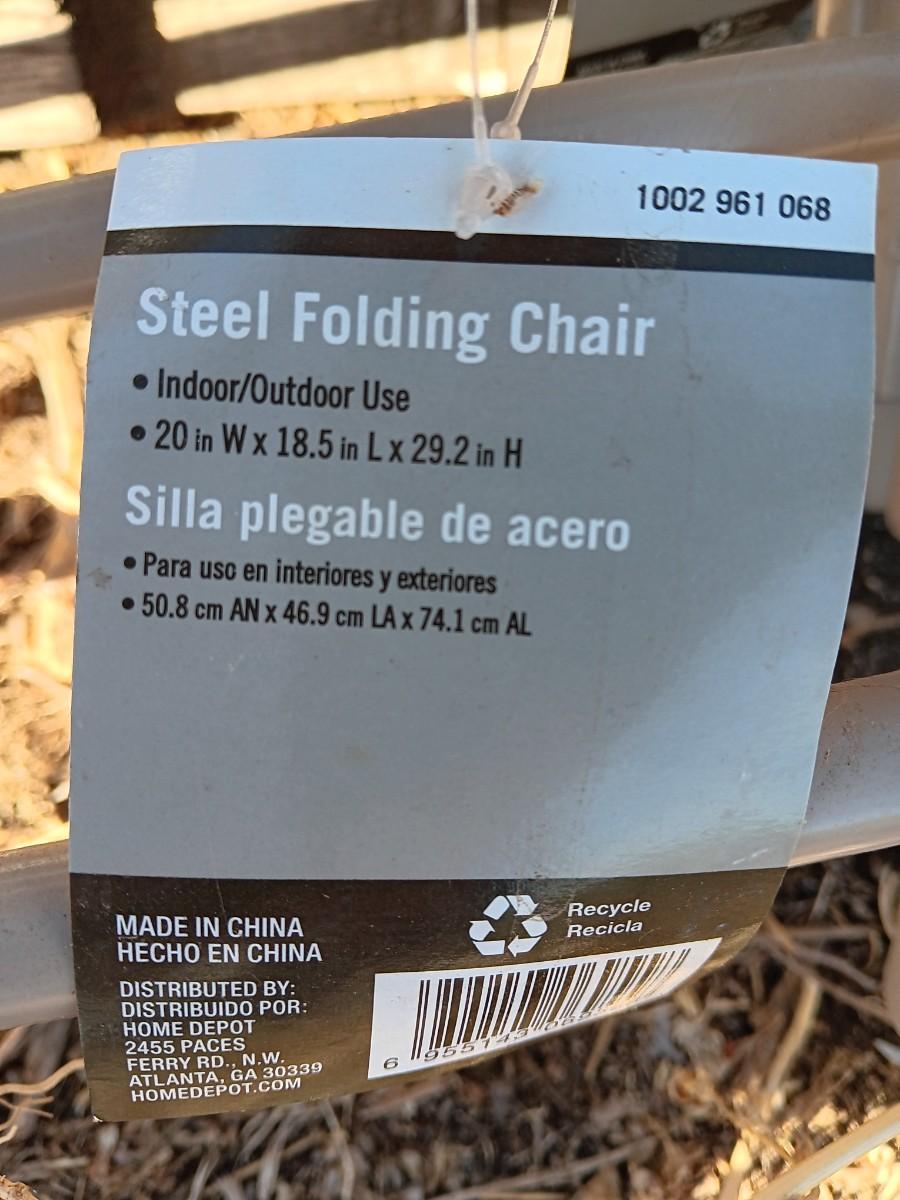 1002 961 068
Steel Folding Chair
• Indoor/Outdoor Use
• 20 in W x 18.5 in L x 29.2 in H
Silla plegable de acero
• Para uso en interiores y exteriores
• 50.8 cm AN x 46.9 cm LA x 74.1 cm AL
MADE IN CHINA
HECHO EN CHINA
DISTRIBUTED BY:
DISTRIBUIDO POR:
HOME DEPOT
2455 PACES
FERRY RD., N.W.
ATLANTA, GA 30339
HOMEDEPOT.COM
Recycle
Recicla
6 955143